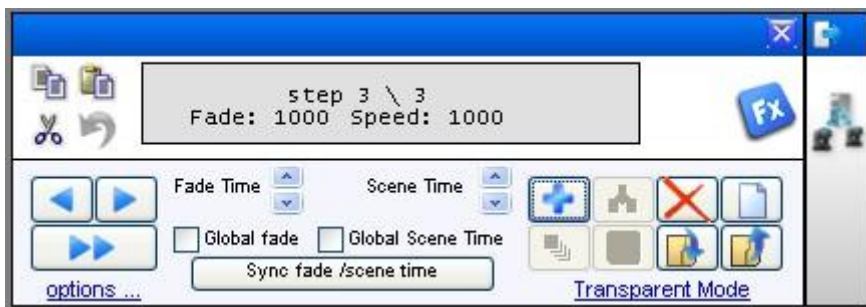 step 3 \ 3
Fade: 1000 Speed: 1000
Fx
Fade Time Scene Time
Global fade Global Scene Time
Sync fade /scene time
options ...
Transparent Mode